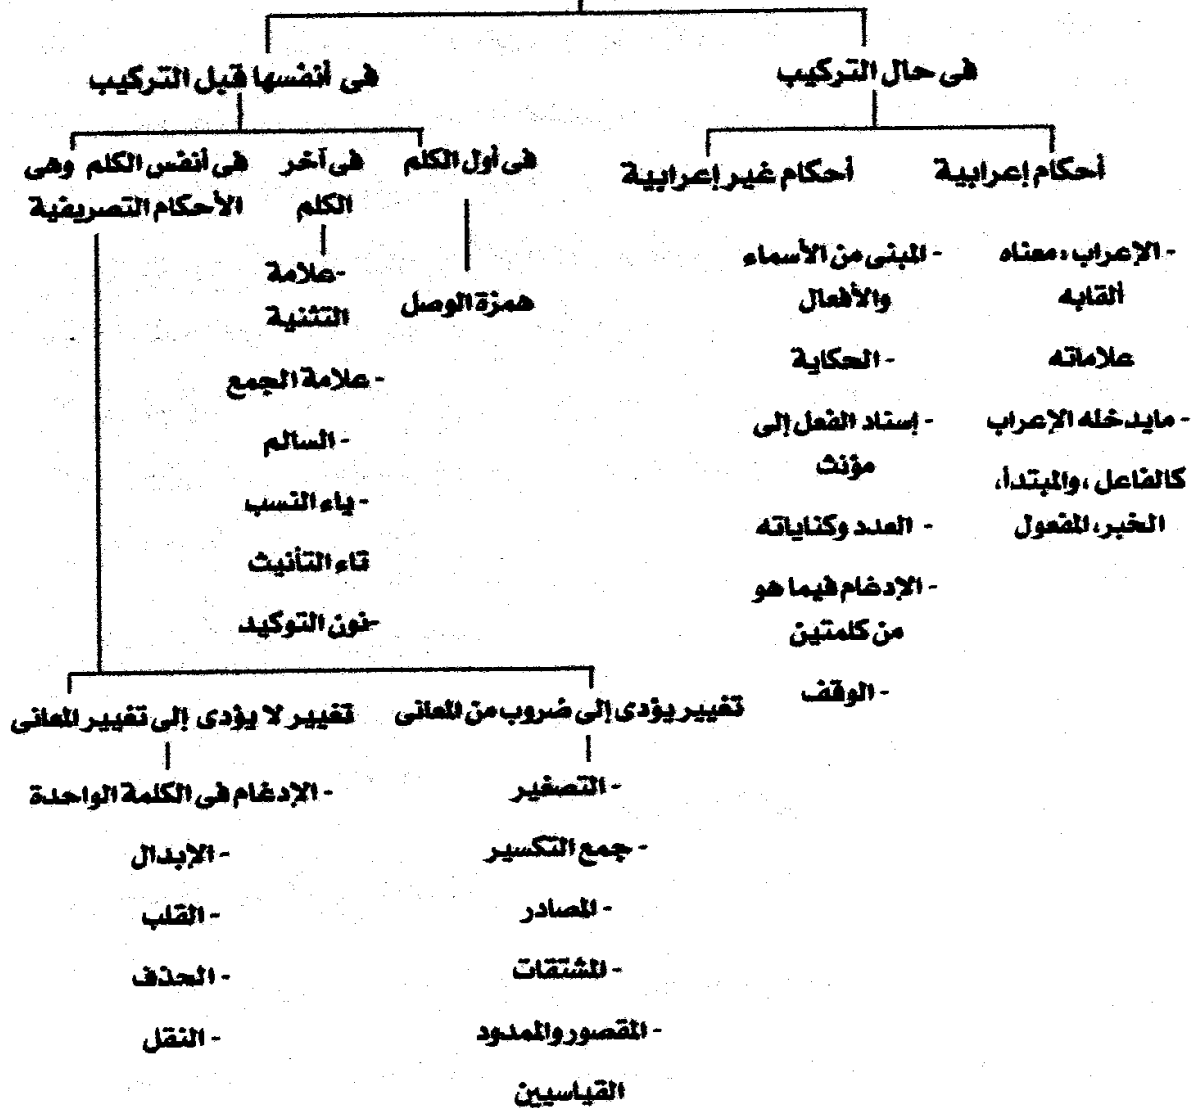 فى حال التركيب
فى أنفسها قبل التركيب
أحكام إعرابية
أحكام غير إعرابية
فى أول الكلم
فى آخر
الكلم
فى أنفس الكلم وهى
الأحكام التصريفية
- الإعراب، معناه
ألقابه
علاماته
- مايدخله الإعراب
كالفاعل، والمبتدأ،
الخبر، المفعول
- المبنى من الأسماء
والأفعال
- الحكاية
- إسناد الفعل إلى
مؤنث
- العدد وكناياته
- الإدغام فيما هو
من كلمتين
- الوقف
همزة الوصل
- علامة
التثنية
- علامة الجمع
- السالم
- ياء النسب
تاء التأنيث
- نون التوكيد
تغيير يؤدى إلى ضروب من المعانى
تغيير لا يؤدى إلى تغيير المعانى
- التصغير
- جمع التكسير
- المصادر
- المشتقات
- المقصور والممدود
القياسيين
- الإدغام فى الكلمة الواحدة
- الإبدال
- القلب
- الحذف
- النقل